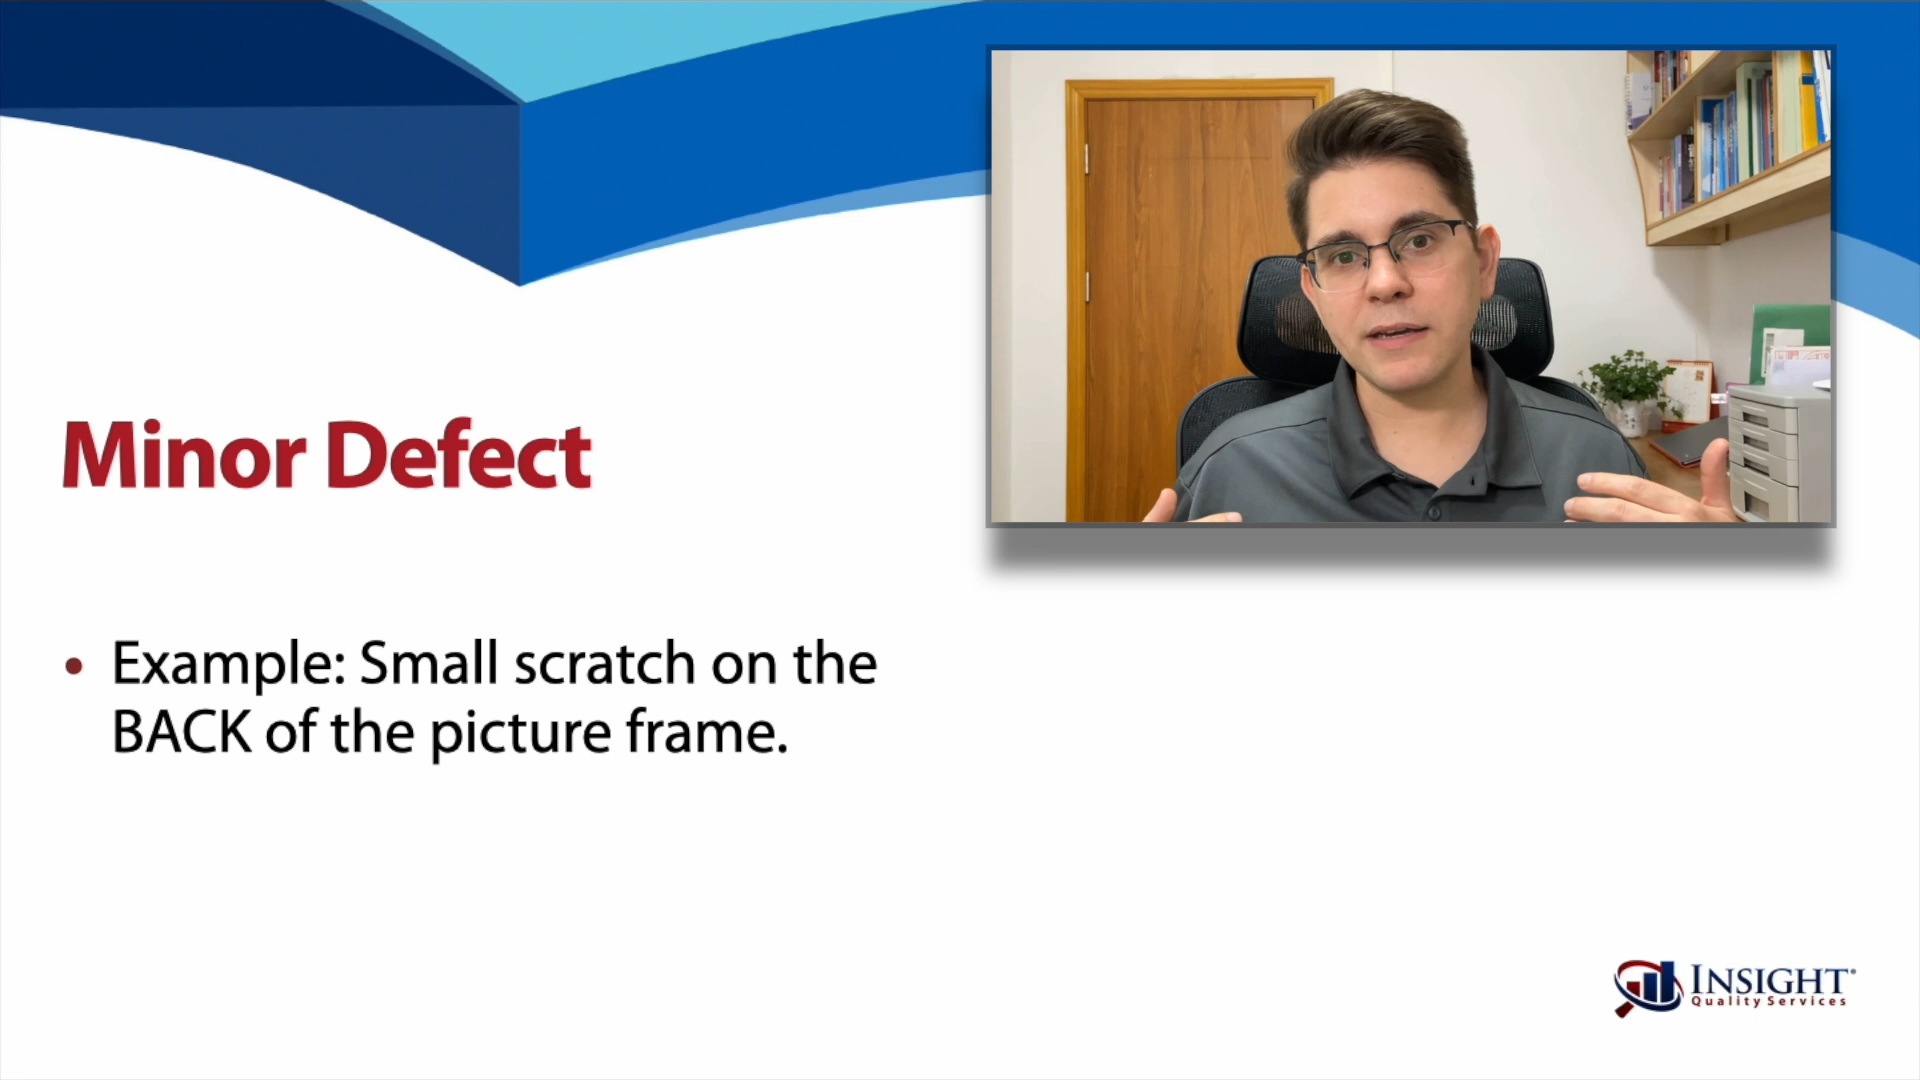 Minor Defect
• Example: Small scratch on the
BACK of the picture frame.
INSIGHT®
Quality Services